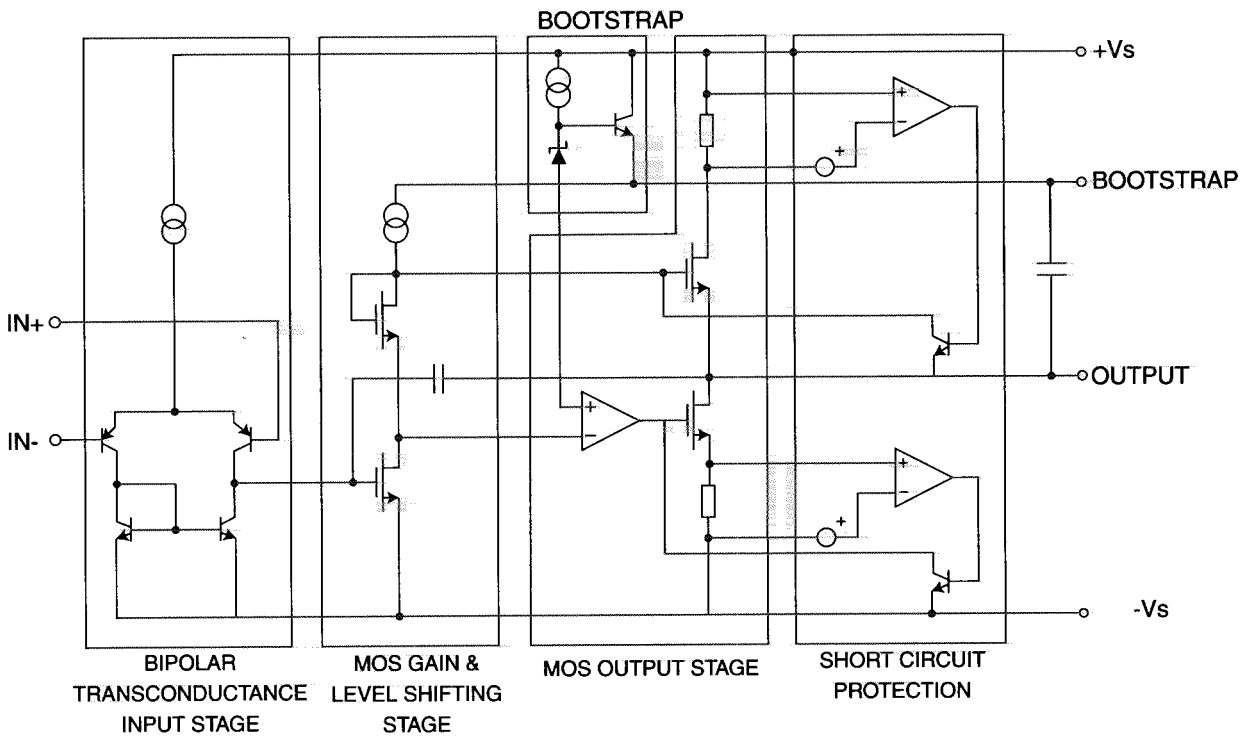 BOOTSTRAP
+Vs
+
−
+
BOOTSTRAP
IN+
OUTPUT
+
−
IN-
+
−
+
-Vs
BIPOLAR
TRANSCONDUCTANCE
INPUT STAGE
MOS GAIN &
LEVEL SHIFTING
STAGE
MOS OUTPUT STAGE
SHORT CIRCUIT
PROTECTION